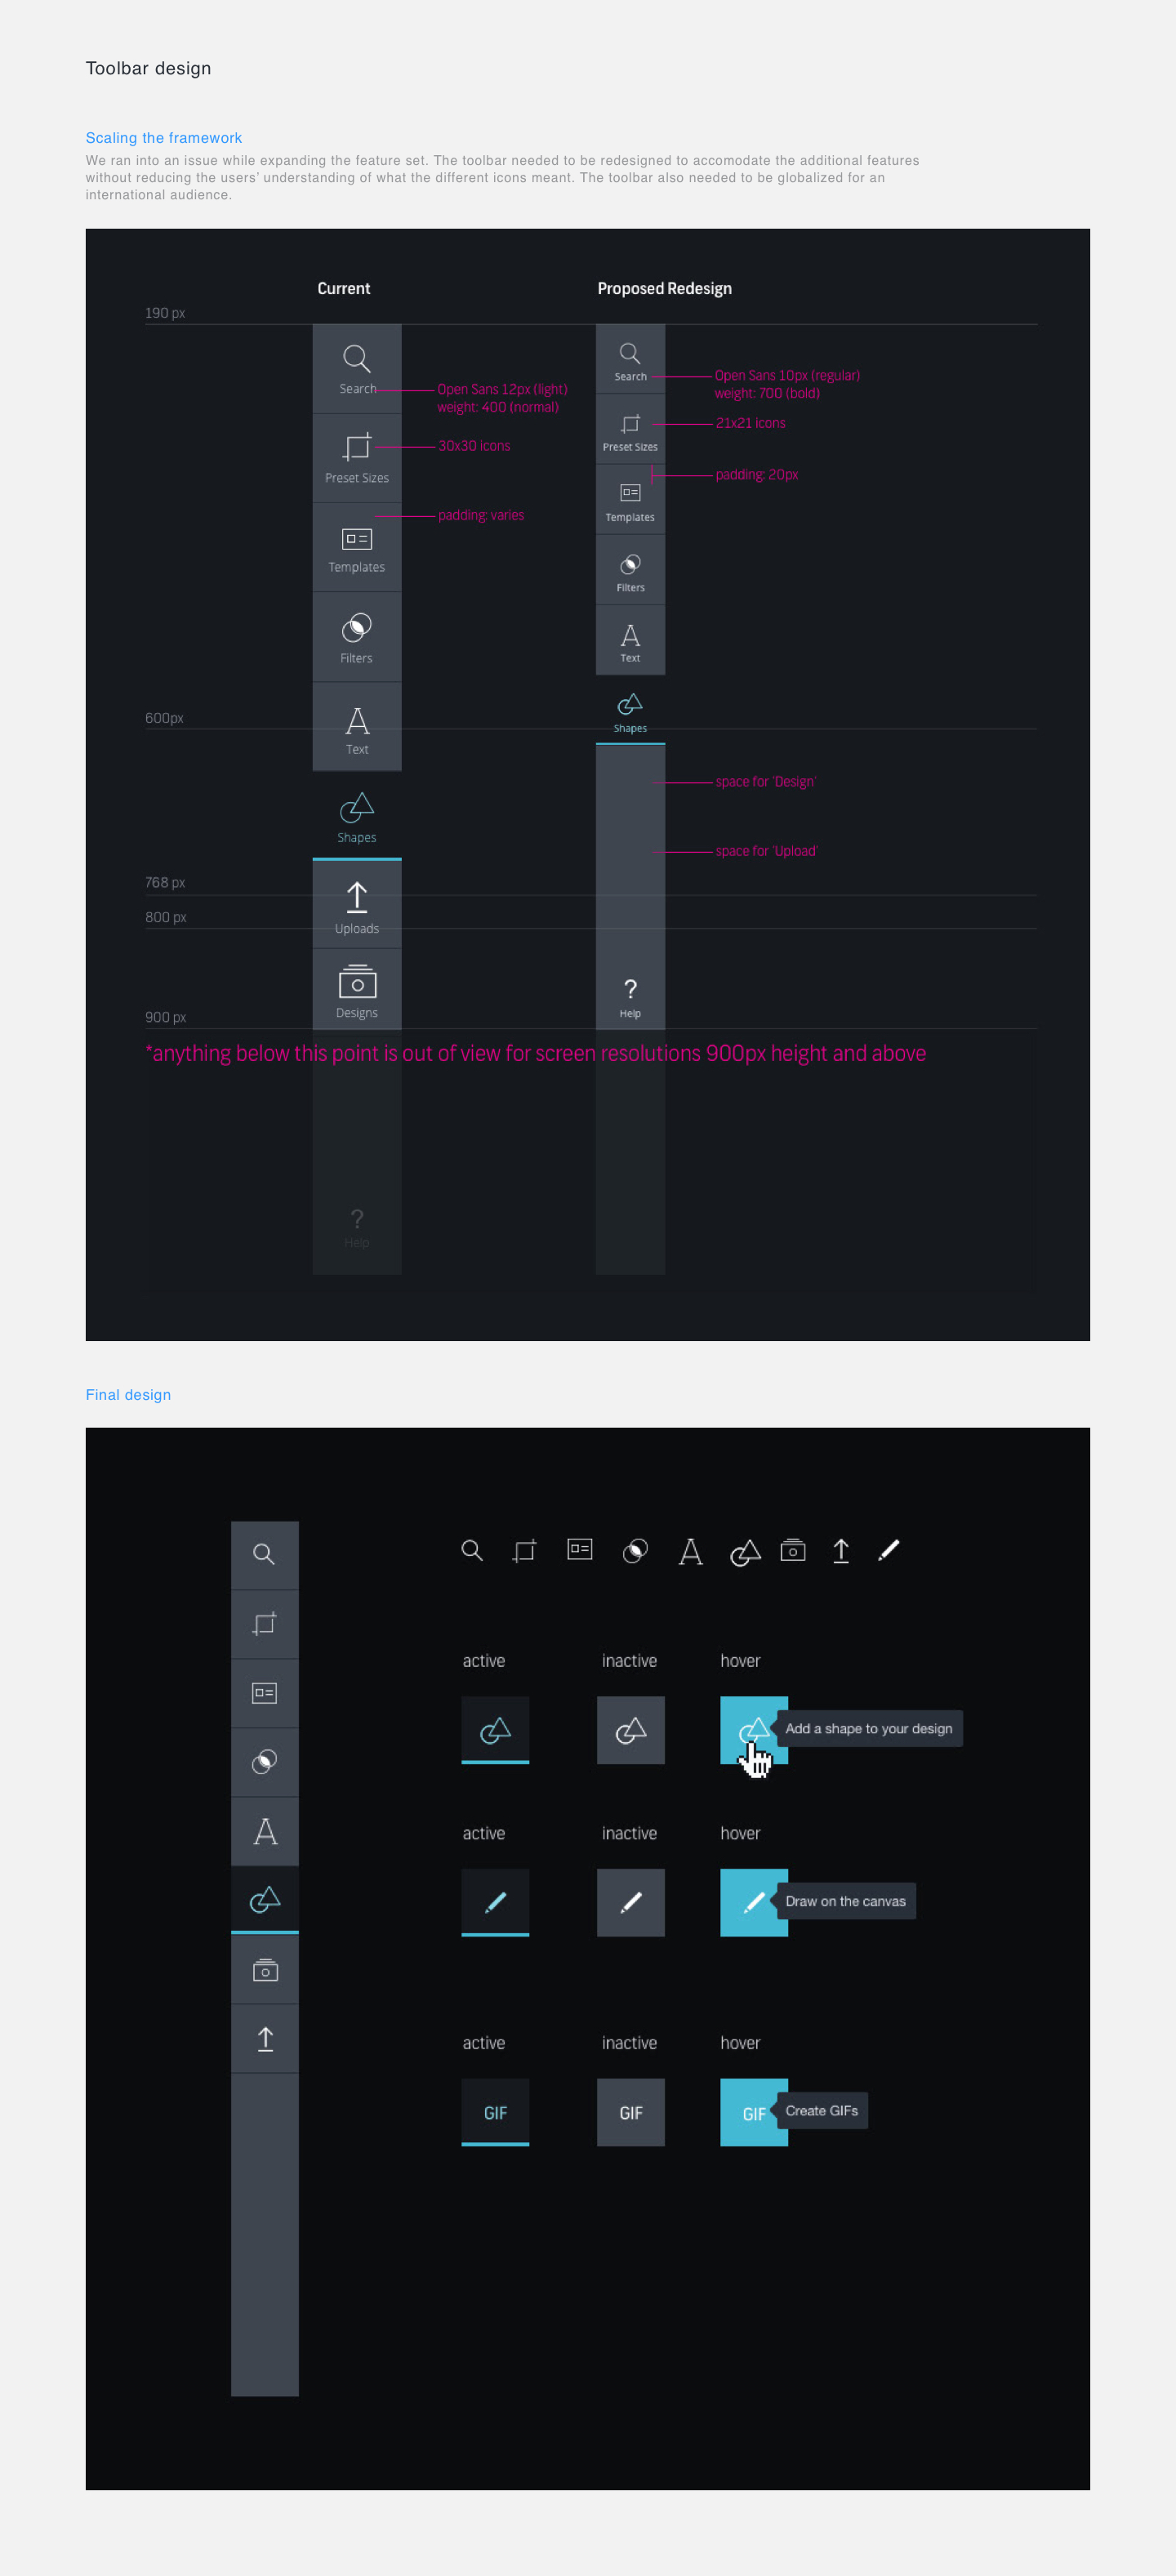 Toolbar design
Scaling the framework
We ran into an issue while expanding the feature set. The toolbar needed to be redesigned to accomodate the additional features
without reducing the users’ understanding of what the different icons meant. The toolbar also needed to be globalized for an
international audience.
Current
Proposed Redesign
190 px
Search
Open Sans 12px (light)
weight: 400 (normal)
30x30 icons
Preset Sizes
padding: varies
Templates
Filters
Text
Shapes
Uploads
Designs
Help
Search
Open Sans 10px (regular)
weight: 700 (bold)
21x21 icons
Preset Sizes
padding: 20px
Templates
Filters
Text
Shapes
space for 'Design'
space for 'Upload'
?
Help
600px
768 px
800 px
900 px
*anything below this point is out of view for screen resolutions 900px height and above
Final design
active
inactive
hover
Add a shape to your design
active
inactive
hover
Draw on the canvas
active
inactive
hover
GIF
GIF
GIF
Create GIFs